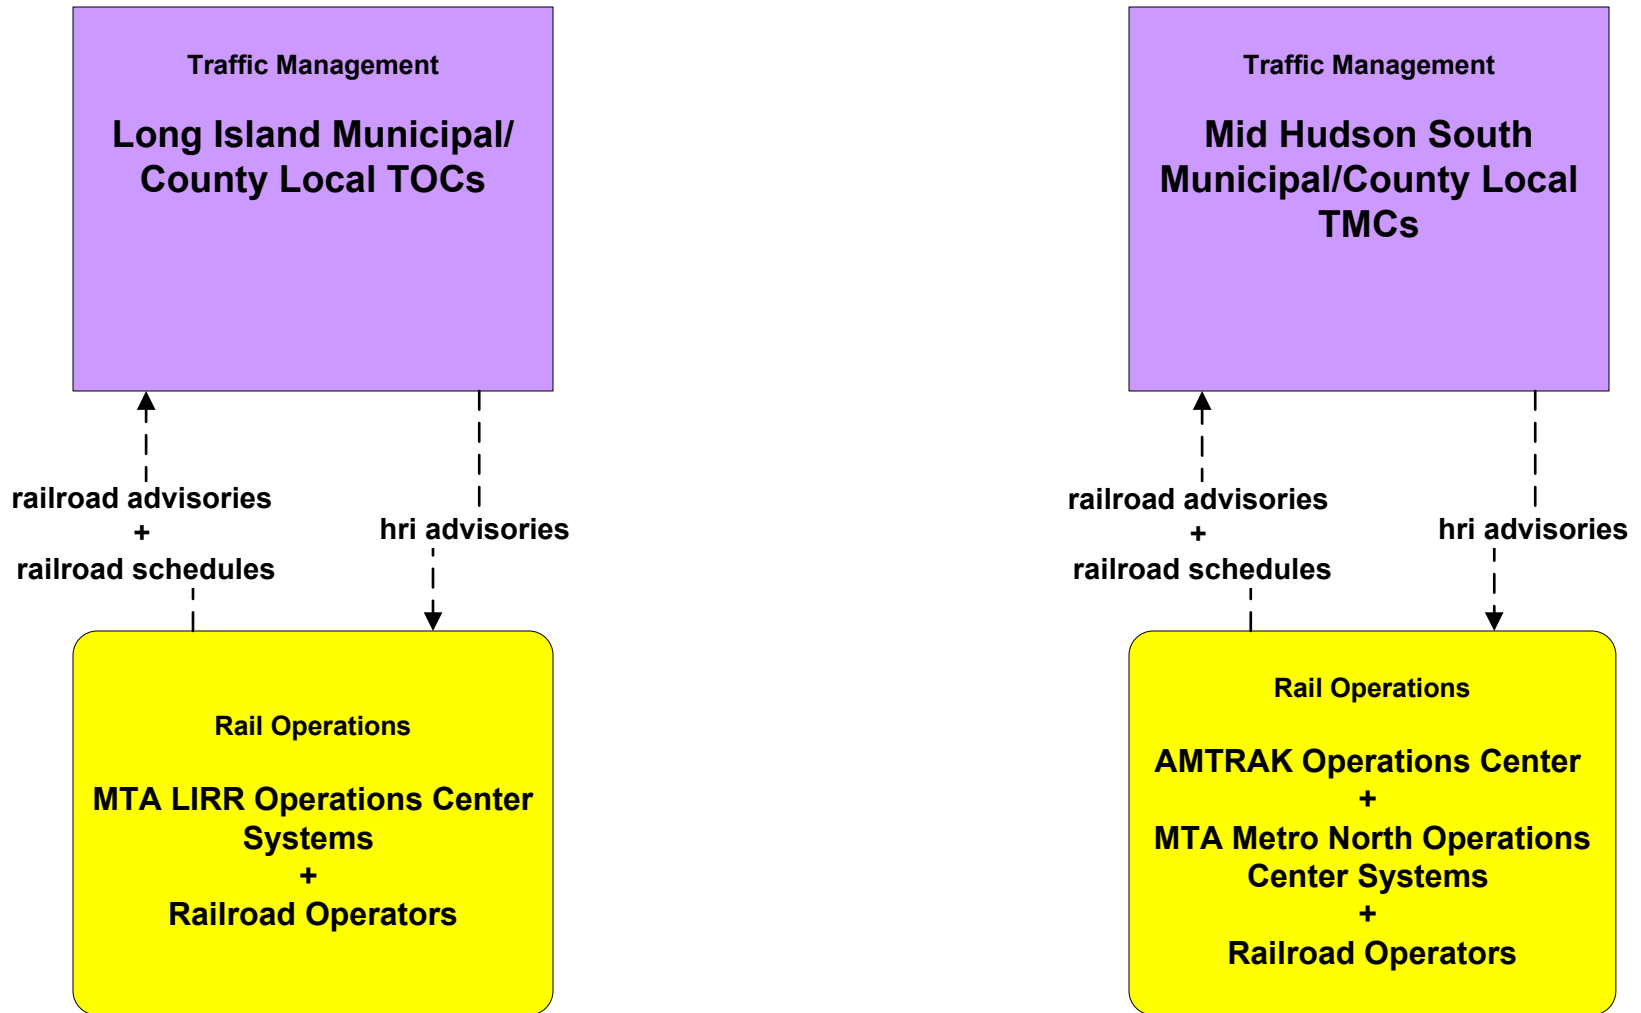 Traffic Management
Long Island Municipal/
County Local TOCs
railroad advisories
+
railroad schedules
hri advisories
Rail Operations
MTA LIRR Operations Center
Systems
+
Railroad Operators
Traffic Management
Mid Hudson South
Municipal/County Local
TMCs
railroad advisories
+
railroad schedules
hri advisories
Rail Operations
AMTRAK Operations Center
+
MTA Metro North Operations
Center Systems
+
Railroad Operators